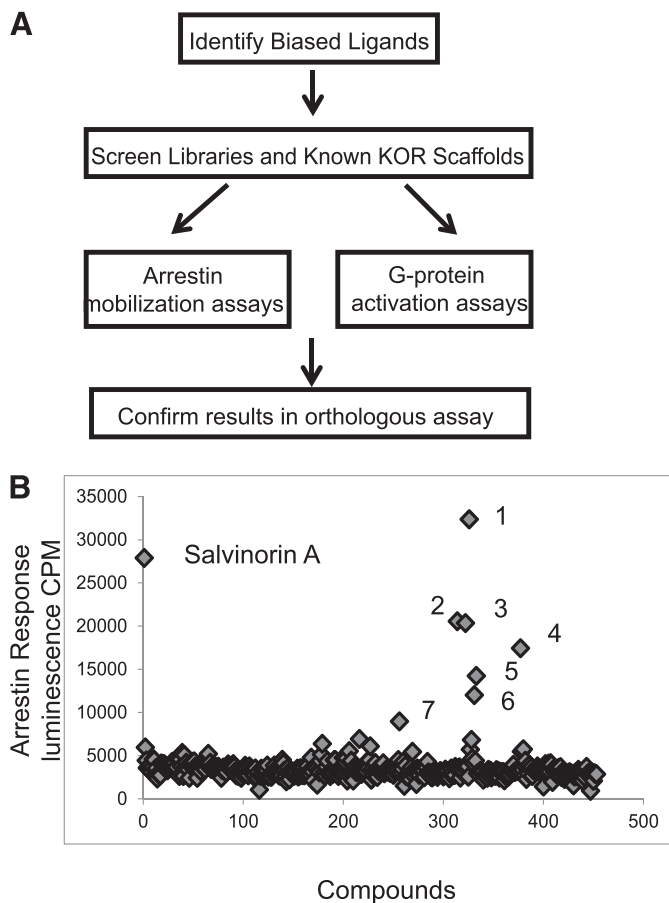 A
Identify Biased Ligands
Screen Libraries and Known KOR Scaffolds
Arrestin
mobilization assays
G-protein
activation assays
Confirm results in orthologous assay
B
Arrestin Response
luminescence CPM
35000
30000
25000
20000
15000
10000
5000
0
Salvinorin A
1
2
3
4
5
6
7
0
100
200
300
400
500
Compounds